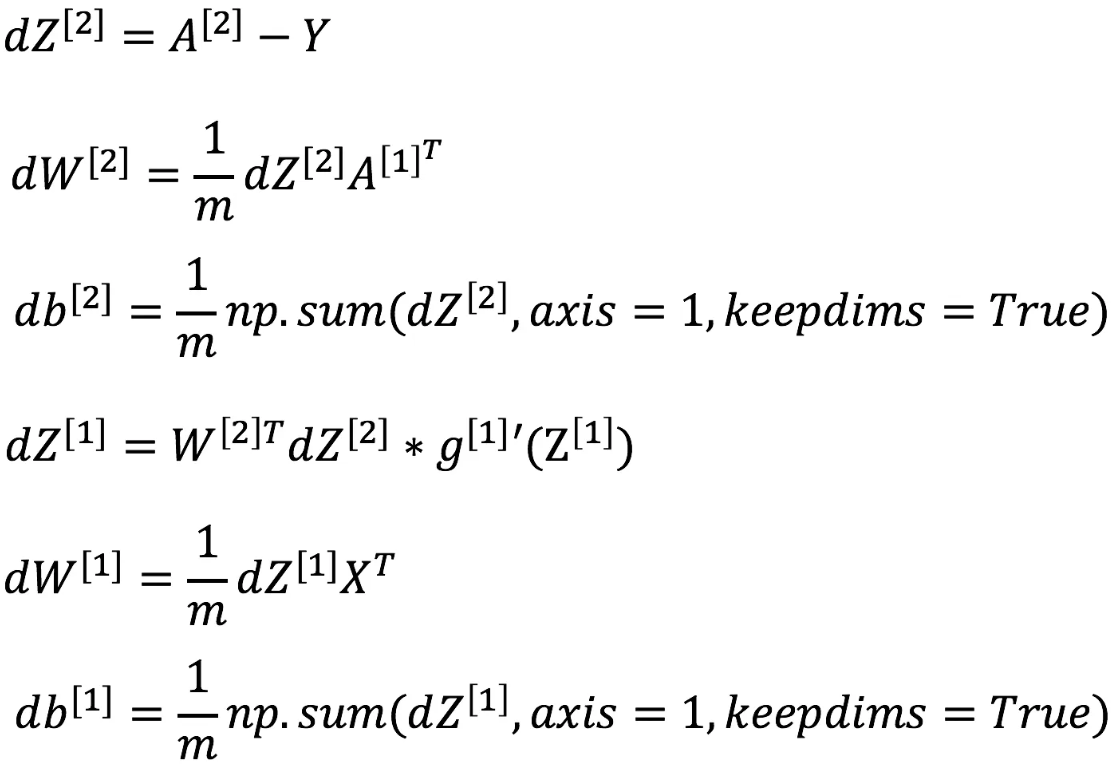 dZ^{[2]} = A^{[2]} − Y
dW^{[2]} = \frac{1}{m} dZ^{[2]} A^{[1]^T}
db^{[2]} = \frac{1}{m} np.sum(dZ^{[2]}, axis = 1, keepdims = True)
dZ^{[1]} = W^{[2]T} dZ^{[2]} ∗ g^{[1]}′(Z^{[1]})
dW^{[1]} = \frac{1}{m} dZ^{[1]} X^T
db^{[1]} = \frac{1}{m} np.sum(dZ^{[1]}, axis = 1, keepdims = True)